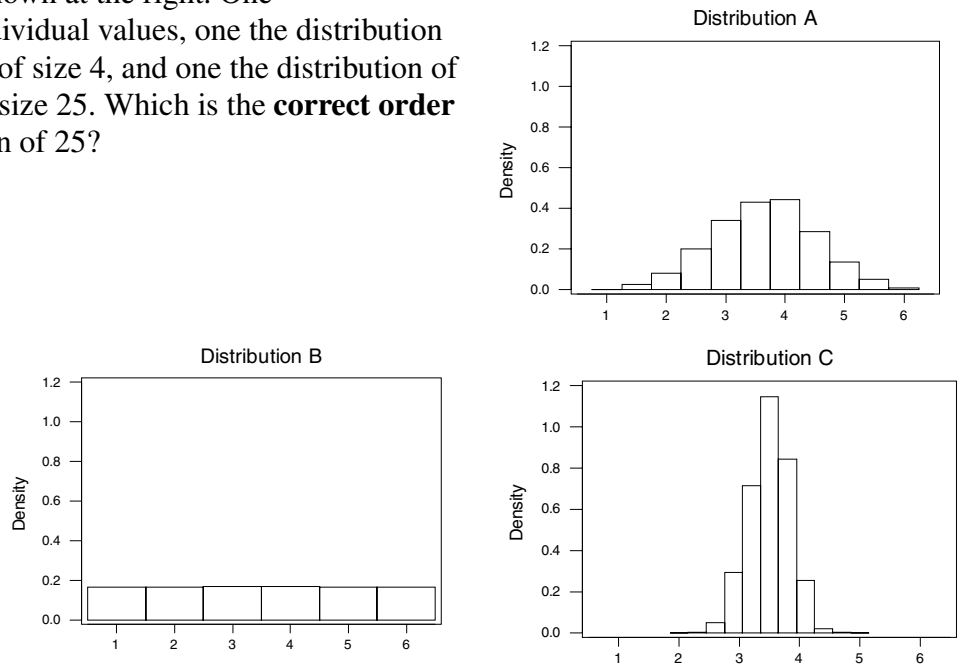 shown at the right. One
dividual values, one the distribution
of size 4, and one the distribution of
size 25. Which is the correct order
n of 25?
Distribution A
Density
1.2
1.0
0.8
0.6
0.4
0.2
0.0
1 2 3 4 5 6
Distribution B
Density
1.2
1.0
0.8
0.6
0.4
0.2
0.0
1 2 3 4 5 6
Distribution C
Density
1.2
1.0
0.8
0.6
0.4
0.2
0.0
1 2 3 4 5 6